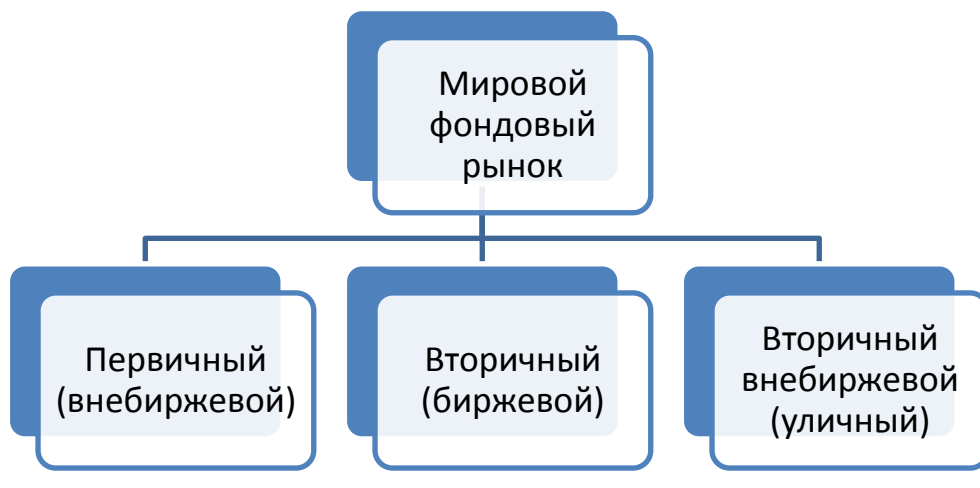 Мировой
фондовый
рынок
Первичный
(внебиржевой)
Вторичный
(биржевой)
Вторичный
внебиржевой
(уличный)